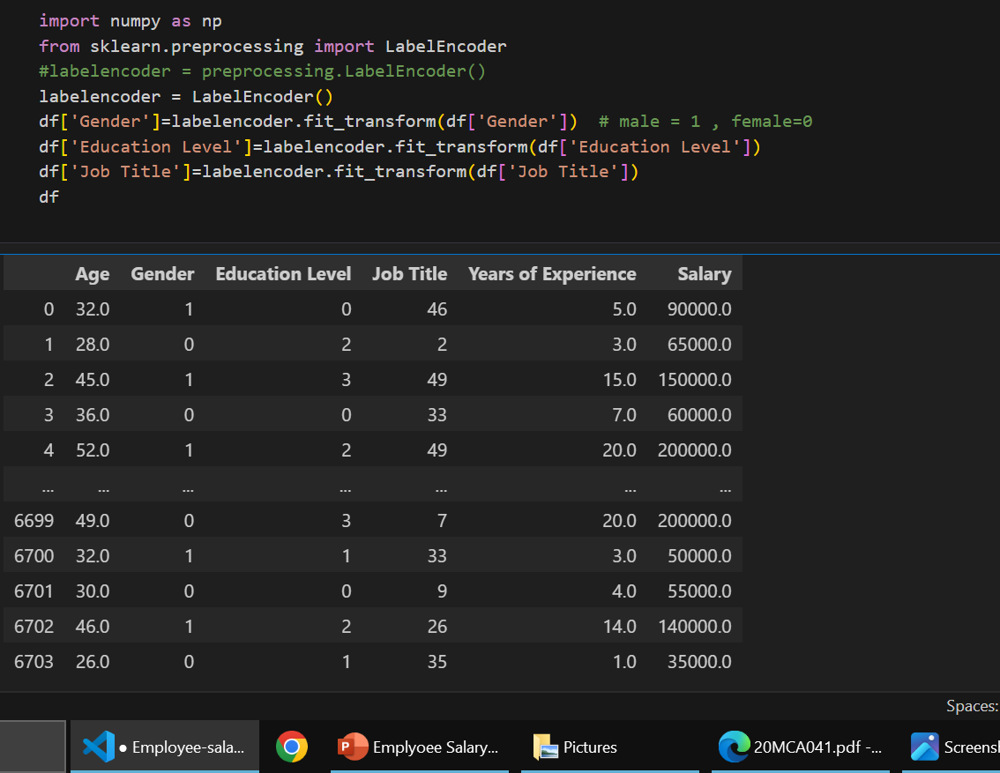 import numpy as np
from sklearn.preprocessing import LabelEncoder
#labelencoder = preprocessing.LabelEncoder()
labelencoder = LabelEncoder()
df['Gender']=labelencoder.fit_transform(df['Gender'])  # male = 1 , female=0
df['Education Level']=labelencoder.fit_transform(df['Education Level'])
df['Job Title']=labelencoder.fit_transform(df['Job Title'])
df
Age Gender Education Level Job Title Years of Experience Salary
0 32.0 1 0 46 5.0 90000.0
1 28.0 0 2 2 3.0 65000.0
2 45.0 1 3 49 15.0 150000.0
3 36.0 0 0 33 7.0 60000.0
4 52.0 1 2 49 20.0 200000.0
... ... ... ... ... ... ...
6699 49.0 0 3 7 20.0 200000.0
6700 32.0 1 1 33 3.0 50000.0
6701 30.0 0 0 9 4.0 55000.0
6702 46.0 1 2 26 14.0 140000.0
6703 26.0 0 1 35 1.0 35000.0
Spaces:
● Employee-sala... P Emplyoee Salary... Pictures 20MCA041.pdf -... Screensh